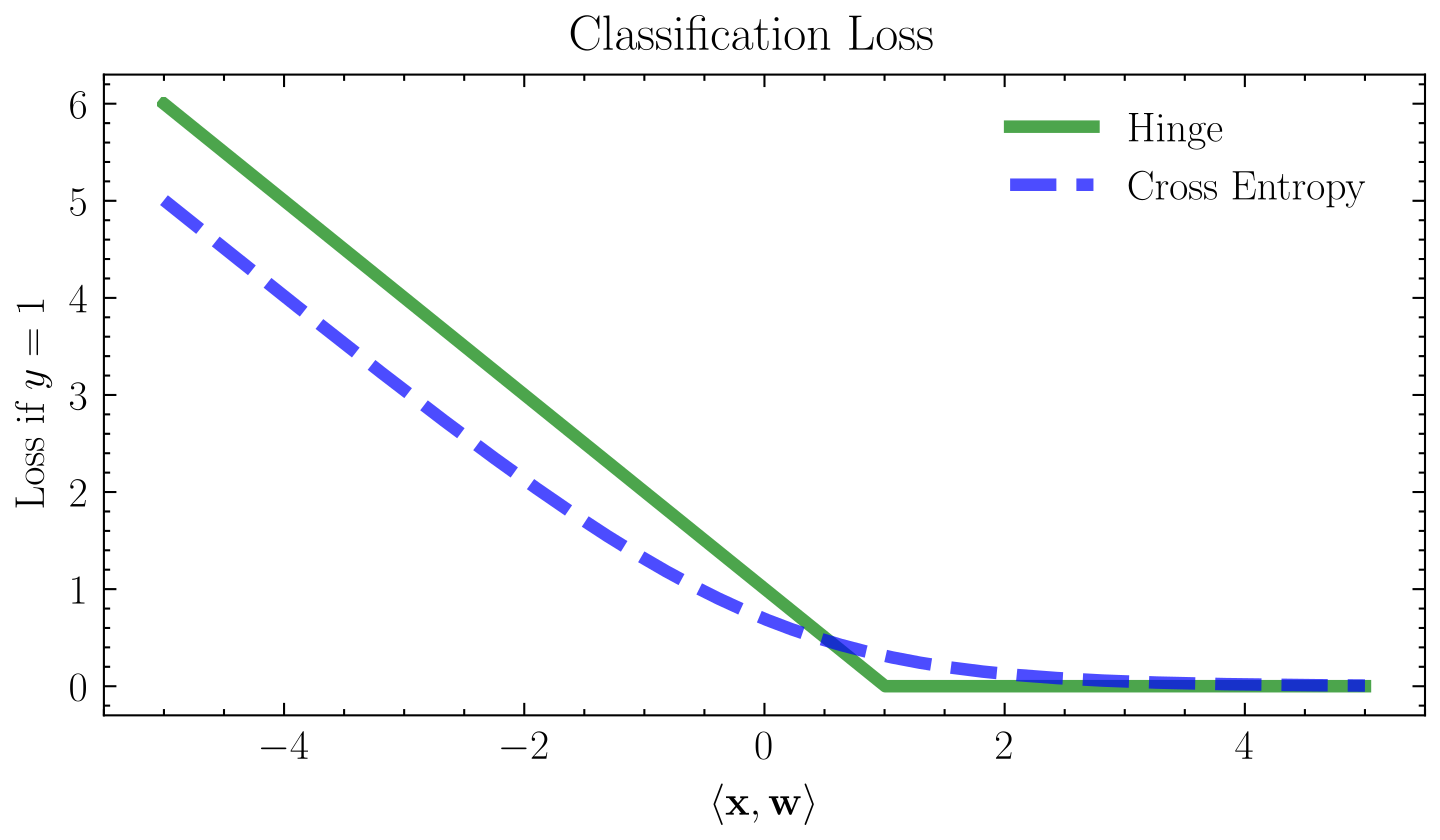 Classification Loss
Hinge
Cross Entropy
Loss if y = 1
6
5
4
3
2
1
0
−4 −2 0 2 4
⟨x, w⟩